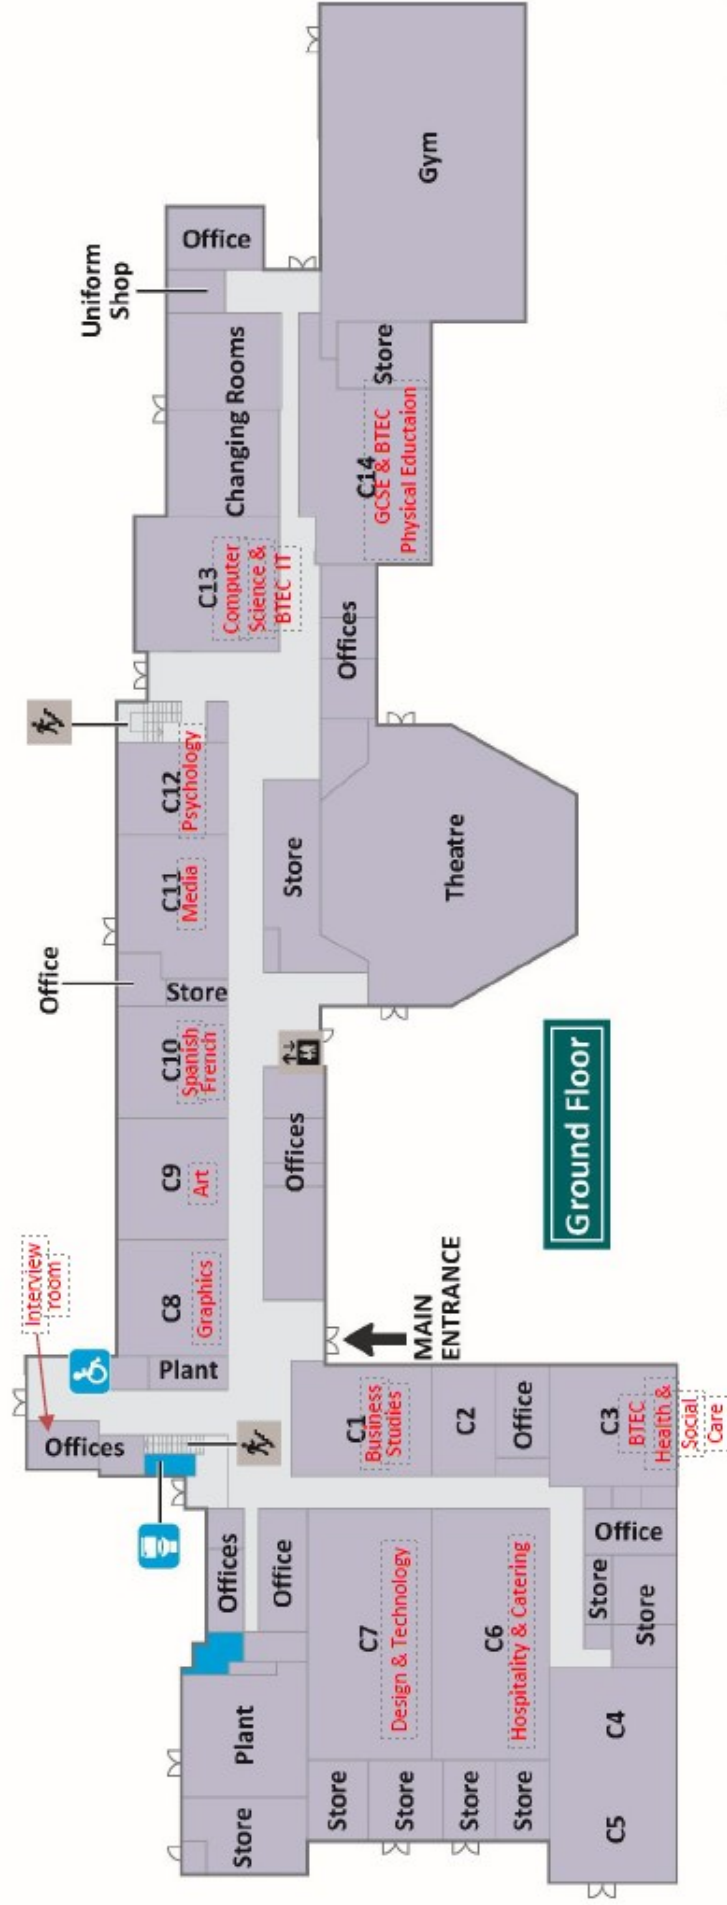 Gym
Office
Uniform
Shop
Changing Rooms
Store
C14
GCSE & BTEC
Physical Eductaion
C13
Computer
Science &
BTEC IT
Offices
C12
Psychology
Theatre
Store
C11
Media
Office
Store
C10
Spanish
French
Offices
C9
Art
Ground Floor
C8
Graphics
Interview
room
MAIN
ENTRANCE
Plant
Offices
C1
Business
Studies
C2
Office
C3
BTEC
Health &
Social
Care
Offices
Office
C7
Design & Technology
C6
Hospitality & Catering
Office
Store
Store
Plant
C4
Store
Store
Store
Store
Store
C5